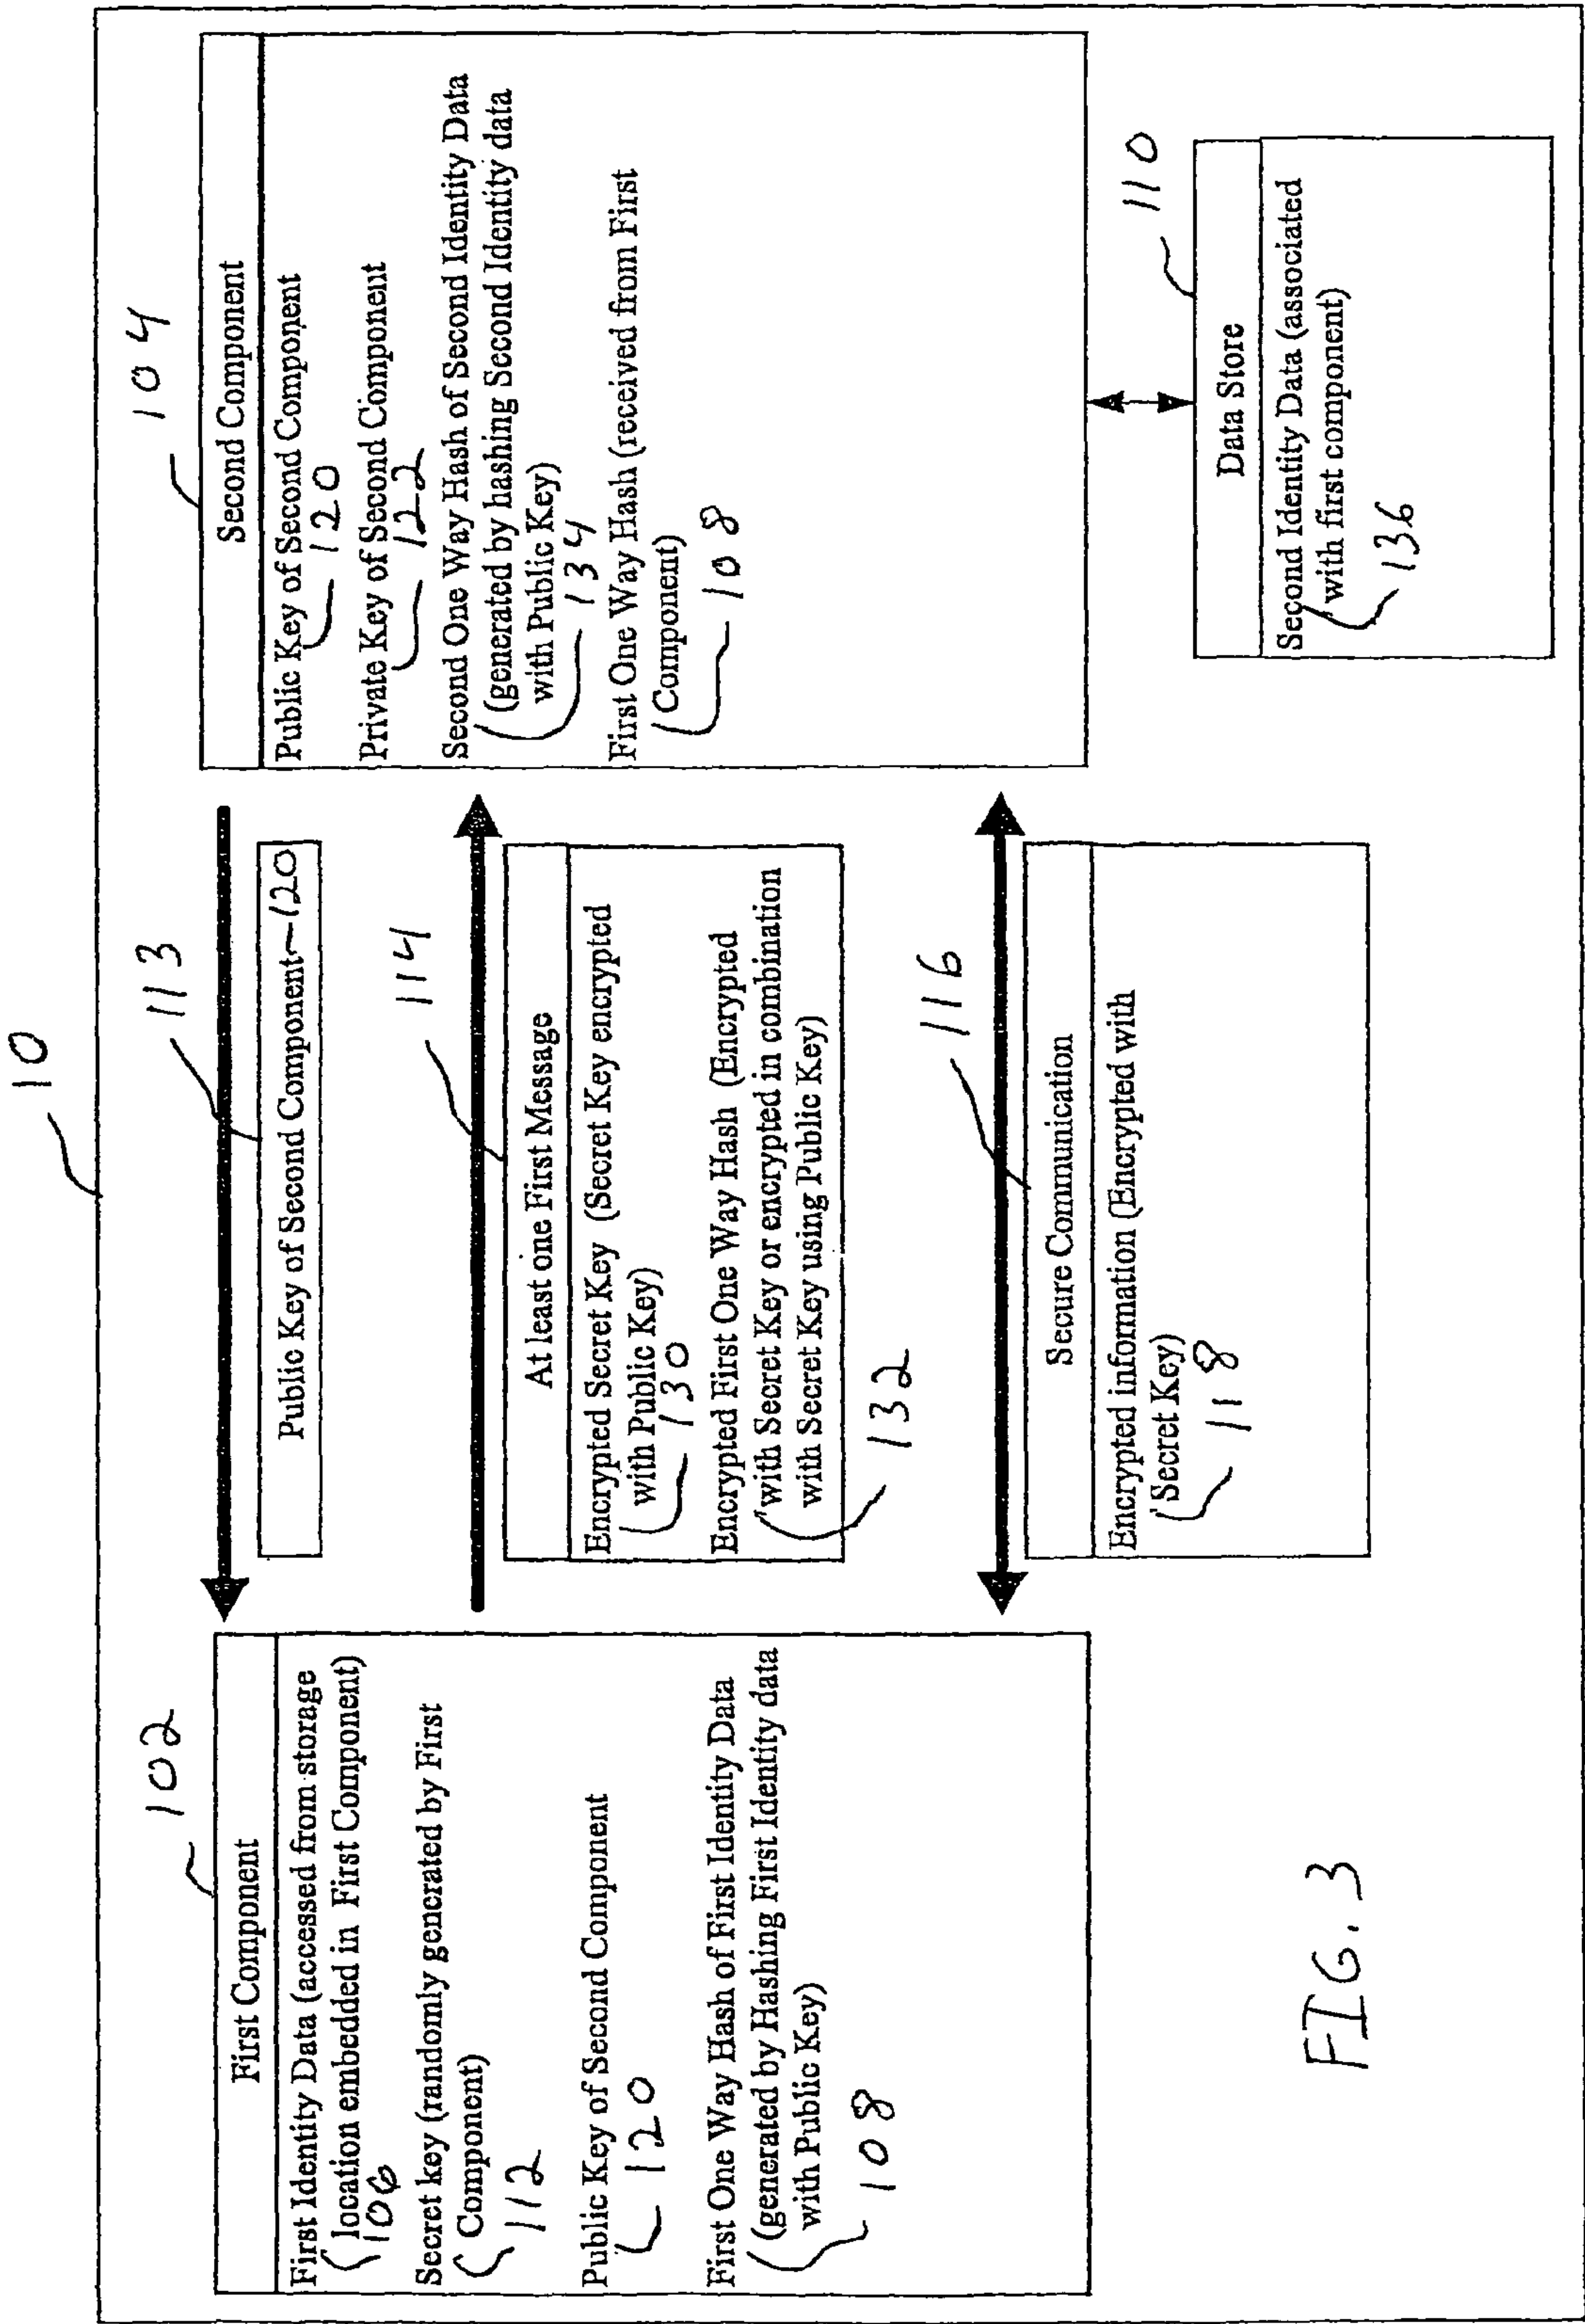 10
102
First Component
First Identity Data (accessed from storage
location embedded in First Component)
106
Secret key (randomly generated by First
Component)
112
Public Key of Second Component
120
First One Way Hash of First Identity Data
(generated by Hashing First Identity data
with Public Key)
108
113
Public Key of Second Component 120
114
At least one First Message
Encrypted Secret Key (Secret Key encrypted
with Public Key)
130
Encrypted First One Way Hash (Encrypted
with Secret Key or encrypted in combination
with Secret Key using Public Key)
132
116
Secure Communication
Encrypted information (Encrypted with
Secret Key)
118
104
Second Component
Public Key of Second Component
120
Private Key of Second Component
122
Second One Way Hash of Second Identity Data
(generated by hashing Second Identity data
with Public Key)
134
First One Way Hash (received from First
Component)
108
110
Data Store
Second Identity Data (associated
with first component)
136
FIG. 3